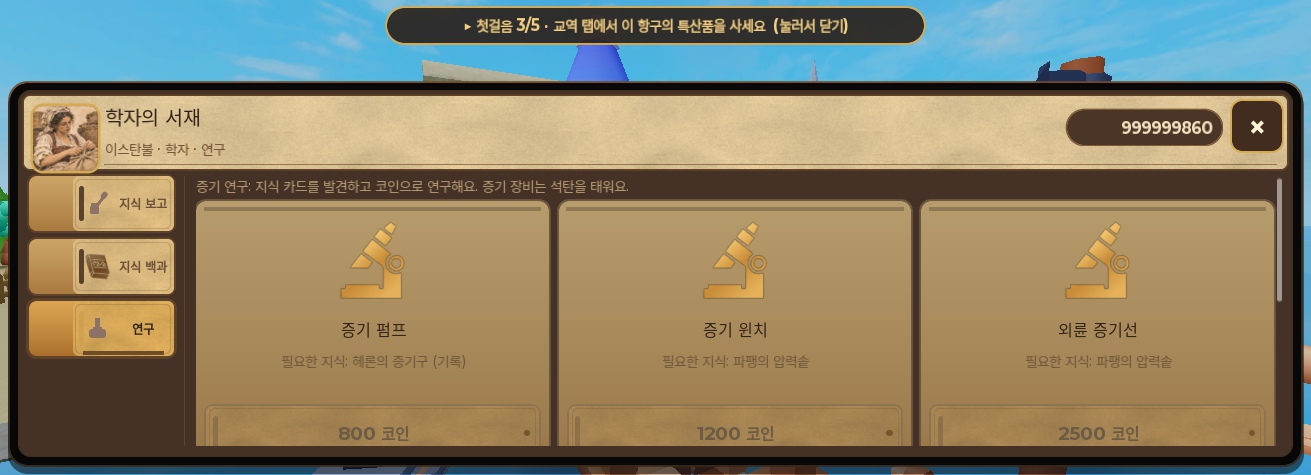 ▸ 첫걸음 3/5 · 교역 탭에서 이 항구의 특산품을 사세요 (눌러서 닫기)
학자의 서재
이스탄불 · 학자 · 연구
999999860
×
지식 보고
지식 백과
연구
증기 연구: 지식 카드를 발견하고 코인으로 연구해요. 증기 장비는 석탄을 태워요.
증기 펌프
필요한 지식: 헤론의 증기구 (기록)
800 코인
증기 윈치
필요한 지식: 파팽의 압력솥
1200 코인
외륜 증기선
필요한 지식: 파팽의 압력솥
2500 코인